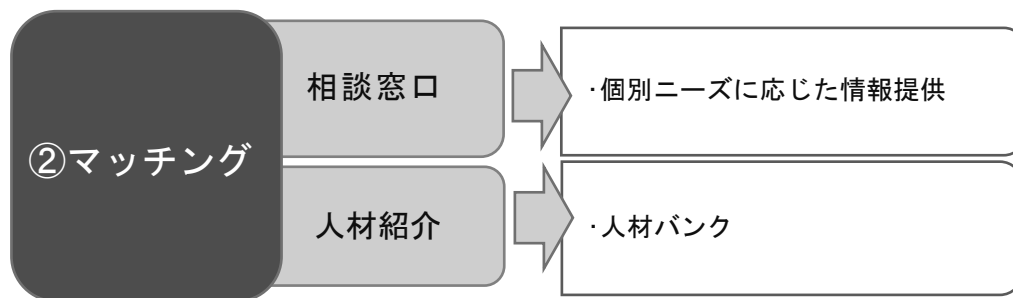 ②マッチング
相談窓口
・個別ニーズに応じた情報提供
人材紹介
・人材バンク